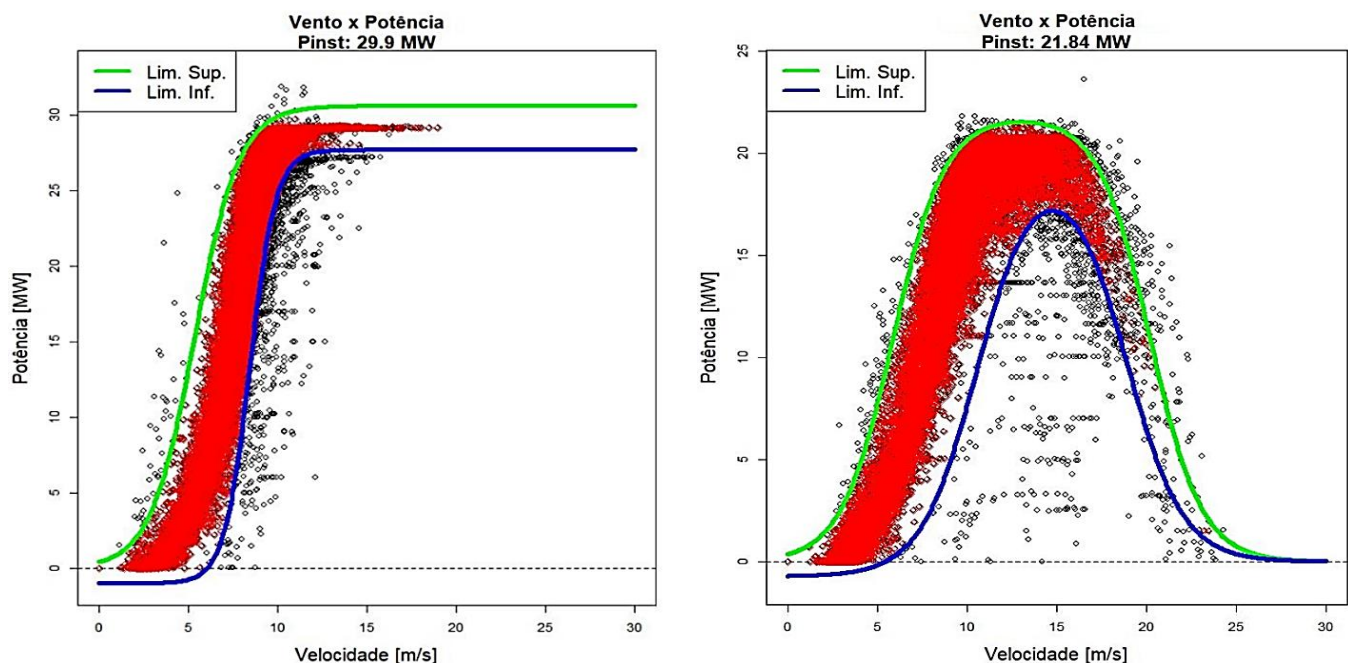 Vento x Potência
Pinst: 29.9 MW
Lim. Sup.
Lim. Inf.
Potência [MW]
30
25
20
15
10
5
0
0 5 10 15 20 25 30
Velocidade [m/s]
Vento x Potência
Pinst: 21.84 MW
Lim. Sup.
Lim. Inf.
Potência [MW]
25
20
15
10
5
0
0 5 10 15 20 25 30
Velocidade [m/s]